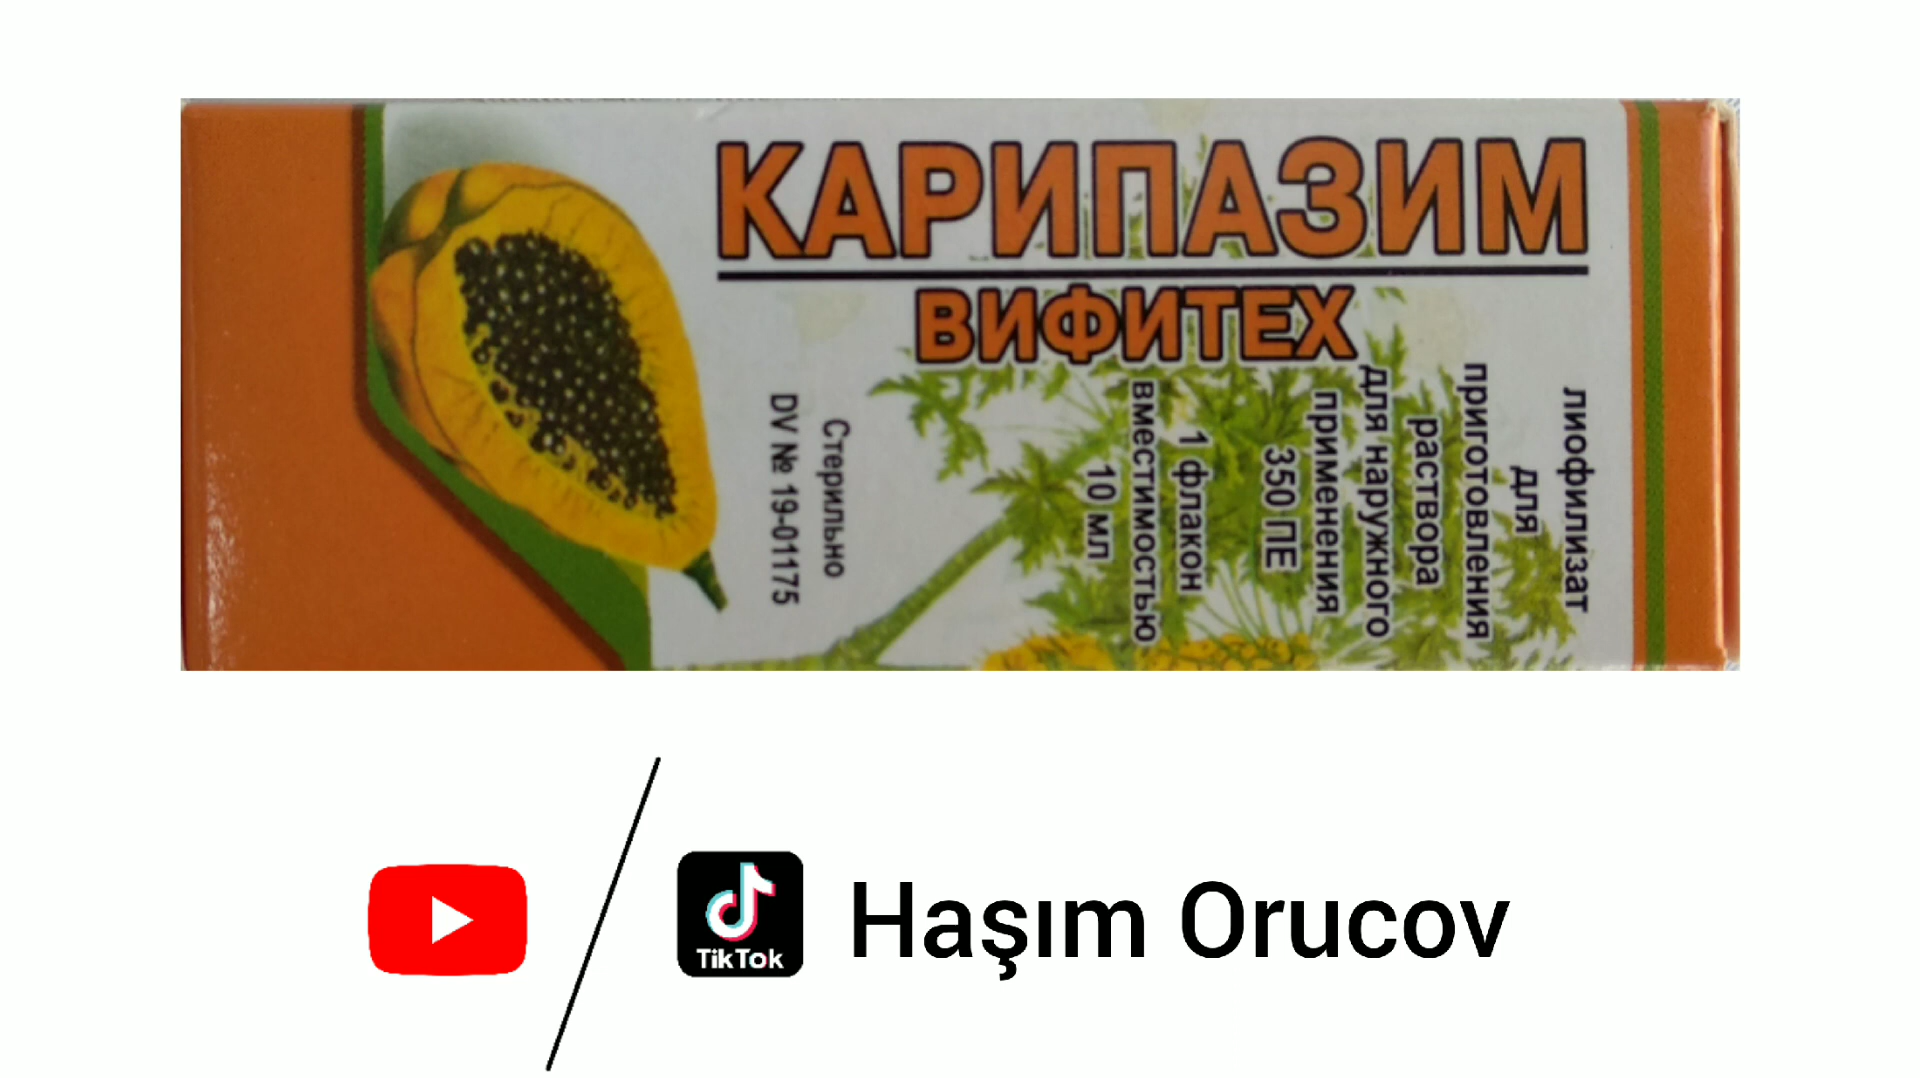 КАРИПАЗИМ
ВИФИТЕХ
лиофилизат
для
приготовления
раствора
для наружного
применения
350 ПЕ
1 флакон
вместимостью
10 мл
Стерильно
DV № 19-01175
TikTok
Haşım Orucov